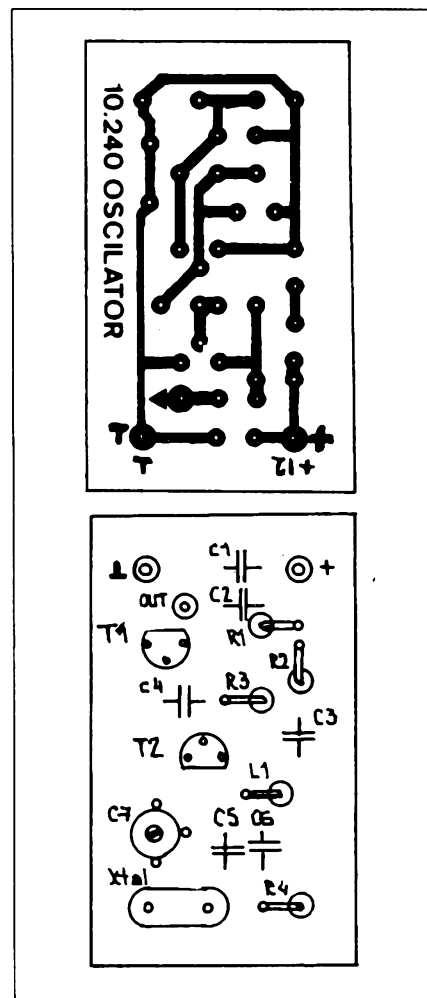 10.240 OSCILATOR
+12
C1
+
OUT
C2
T1
R1
R2
C4
R3
C3
T2
L1
C7
C5
C6
Xtal
R4